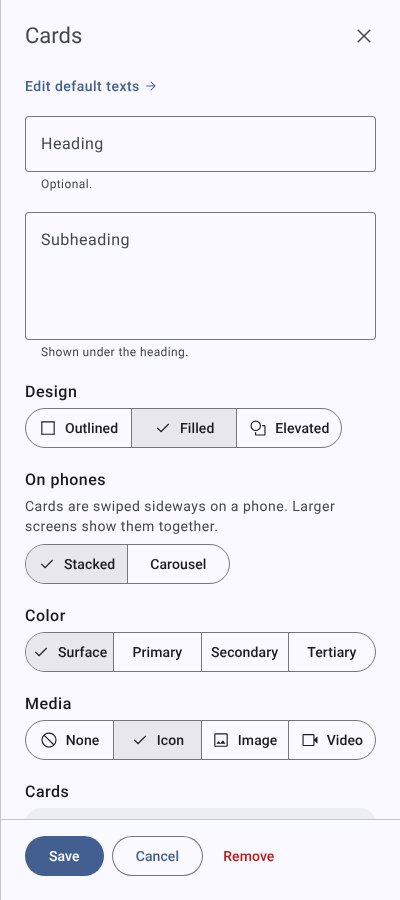 Cards
Edit default texts
Heading
Optional.
Subheading
Shown under the heading.
Design
Outlined
Filled
Elevated
On phones
Cards are swiped sideways on a phone. Larger
screens show them together.
Stacked
Carousel
Color
Surface
Primary
Secondary
Tertiary
Media
None
Icon
Image
Video
Cards
Save
Cancel
Remove